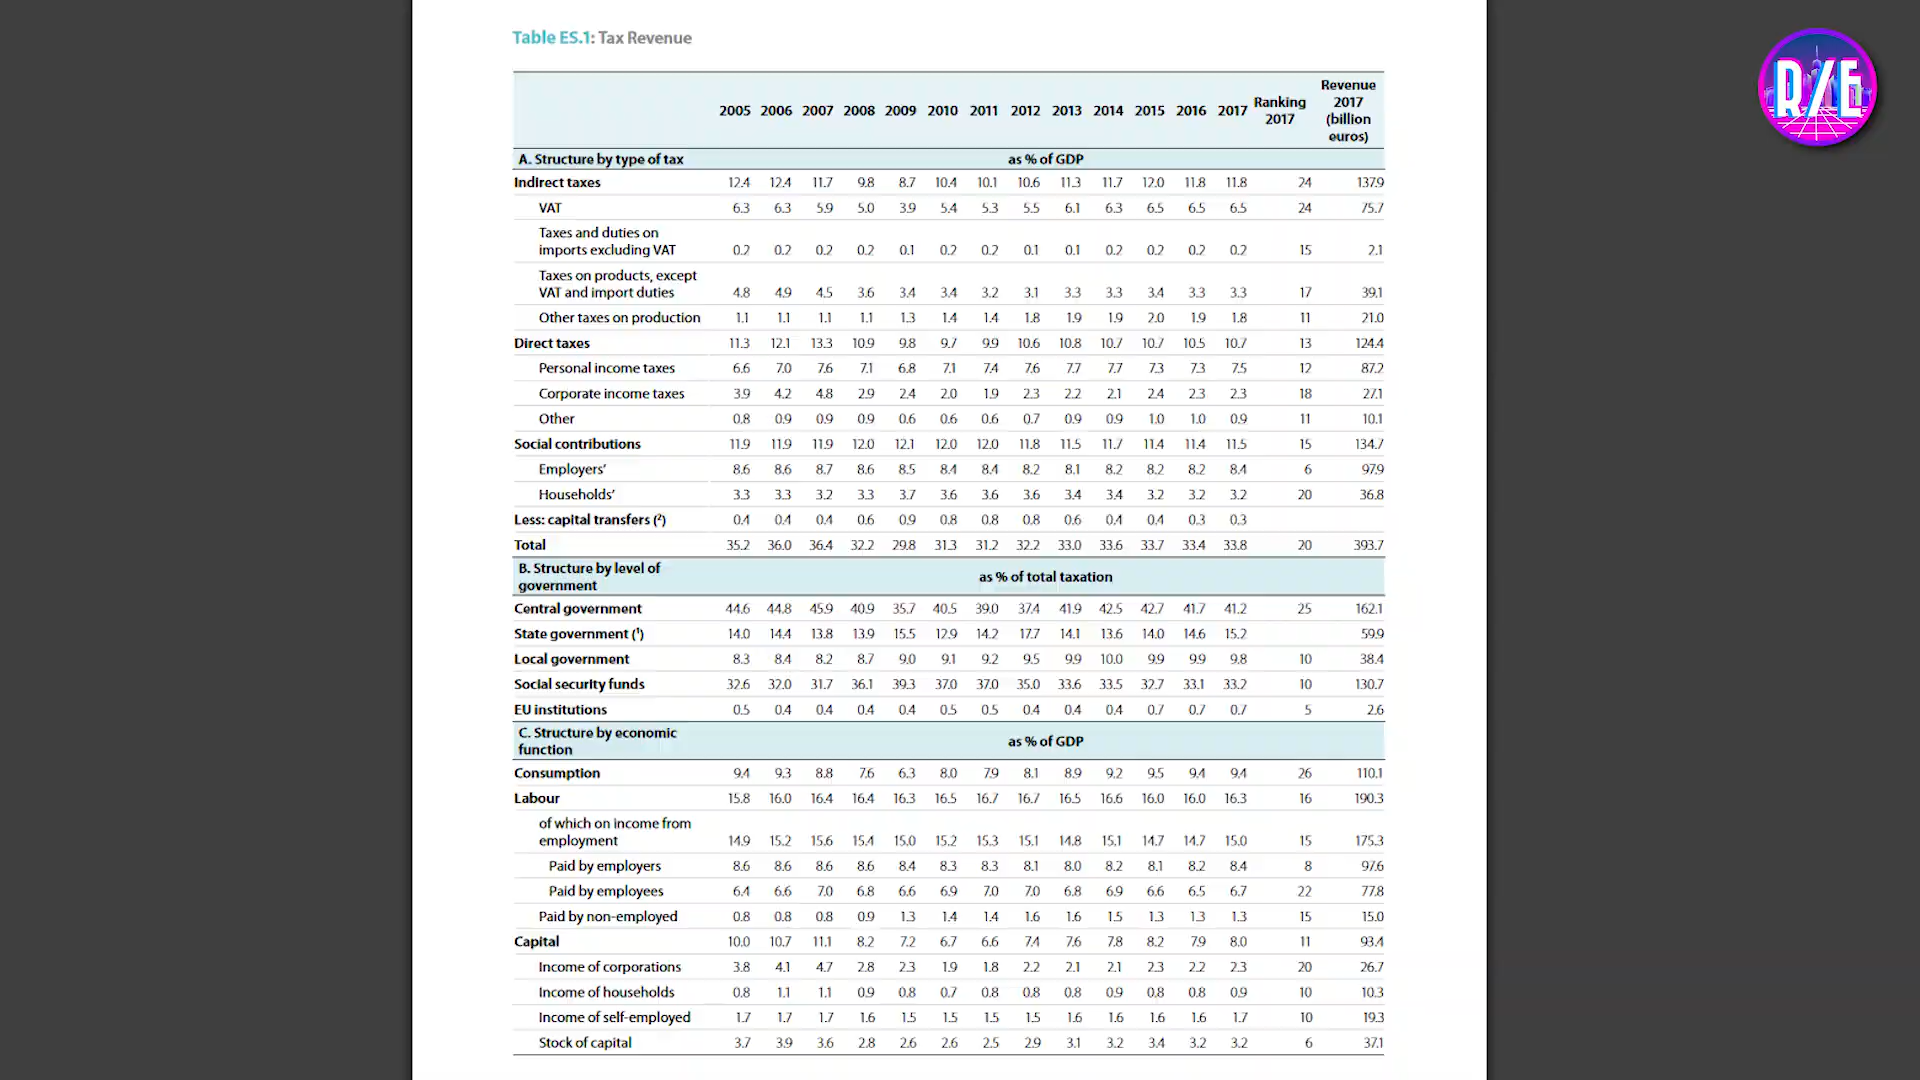 Table ES.1: Tax Revenue
R/E
2005 2006 2007 2008 2009 2010 2011 2012 2013 2014 2015 2016 2017 Ranking 2017 Revenue 2017 (billion euros)
A. Structure by type of tax as % of GDP
Indirect taxes 12.4 12.4 11.7 9.8 8.7 10.4 10.1 10.6 11.3 11.7 12.0 11.8 11.8 24 137.9
VAT 6.3 6.3 5.9 5.0 3.9 5.4 5.3 5.5 6.1 6.3 6.5 6.5 6.5 24 75.7
Taxes and duties on
imports excluding VAT 0.2 0.2 0.2 0.2 0.1 0.2 0.2 0.1 0.1 0.2 0.2 0.2 0.2 15 2.1
Taxes on products, except
VAT and import duties 4.8 4.9 4.5 3.6 3.4 3.4 3.2 3.1 3.3 3.3 3.4 3.3 3.3 17 39.1
Other taxes on production 1.1 1.1 1.1 1.1 1.3 1.4 1.4 1.8 1.9 1.9 2.0 1.9 1.8 11 21.0
Direct taxes 11.3 12.1 13.3 10.9 9.8 9.7 9.9 10.6 10.8 10.7 10.7 10.5 10.7 13 124.4
Personal income taxes 6.6 7.0 7.6 7.1 6.8 7.1 7.4 7.6 7.7 7.7 7.3 7.3 7.5 12 87.2
Corporate income taxes 3.9 4.2 4.8 2.9 2.4 2.0 1.9 2.3 2.2 2.1 2.4 2.3 2.3 18 27.1
Other 0.8 0.9 0.9 0.9 0.6 0.6 0.6 0.7 0.9 0.9 1.0 1.0 0.9 11 10.1
Social contributions 11.9 11.9 11.9 12.0 12.1 12.0 12.0 11.8 11.5 11.7 11.4 11.4 11.5 15 134.7
Employers' 8.6 8.6 8.7 8.6 8.5 8.4 8.4 8.2 8.1 8.2 8.2 8.2 8.4 6 97.9
Households' 3.3 3.3 3.2 3.3 3.7 3.6 3.6 3.6 3.4 3.4 3.2 3.2 3.2 20 36.8
Less: capital transfers (²) 0.4 0.4 0.4 0.6 0.9 0.8 0.8 0.8 0.6 0.4 0.4 0.3 0.3
Total 35.2 36.0 36.4 32.2 29.8 31.3 31.2 32.2 33.0 33.6 33.7 33.4 33.8 20 393.7
B. Structure by level of
government as % of total taxation
Central government 44.6 44.8 45.9 40.9 35.7 40.5 39.0 37.4 41.9 42.5 42.7 41.7 41.2 25 162.1
State government (¹) 14.0 14.4 13.8 13.9 15.5 12.9 14.2 17.7 14.1 13.6 14.0 14.6 15.2 59.9
Local government 8.3 8.4 8.2 8.7 9.0 9.1 9.2 9.5 9.9 10.0 9.9 9.9 9.8 10 38.4
Social security funds 32.6 32.0 31.7 36.1 39.3 37.0 37.0 35.0 33.6 33.5 32.7 33.1 33.2 10 130.7
EU institutions 0.5 0.4 0.4 0.4 0.4 0.5 0.5 0.4 0.4 0.4 0.7 0.7 0.7 5 2.6
C. Structure by economic
function as % of GDP
Consumption 9.4 9.3 8.8 7.6 6.3 8.0 7.9 8.1 8.9 9.2 9.5 9.4 9.4 26 110.1
Labour 15.8 16.0 16.4 16.4 16.3 16.5 16.7 16.7 16.5 16.6 16.0 16.0 16.3 16 190.3
of which on income from
employment 14.9 15.2 15.6 15.4 15.0 15.2 15.3 15.1 14.8 15.1 14.7 14.7 15.0 15 175.3
Paid by employers 8.6 8.6 8.6 8.6 8.4 8.3 8.3 8.1 8.0 8.2 8.1 8.2 8.4 8 97.6
Paid by employees 6.4 6.6 7.0 6.8 6.6 6.9 7.0 7.0 6.8 6.9 6.6 6.5 6.7 22 77.8
Paid by non-employed 0.8 0.8 0.8 0.9 1.3 1.4 1.4 1.6 1.6 1.5 1.3 1.3 1.3 15 15.0
Capital 10.0 10.7 11.1 8.2 7.2 6.7 6.6 7.4 7.6 7.8 8.2 7.9 8.0 11 93.4
Income of corporations 3.8 4.1 4.7 2.8 2.3 1.9 1.8 2.2 2.1 2.1 2.3 2.2 2.3 20 26.7
Income of households 0.8 1.1 1.1 0.9 0.8 0.7 0.8 0.8 0.8 0.9 0.8 0.8 0.9 10 10.3
Income of self-employed 1.7 1.7 1.7 1.6 1.5 1.5 1.5 1.5 1.6 1.6 1.6 1.6 1.7 10 19.3
Stock of capital 3.7 3.9 3.6 2.8 2.6 2.6 2.5 2.9 3.1 3.2 3.4 3.2 3.2 6 37.1